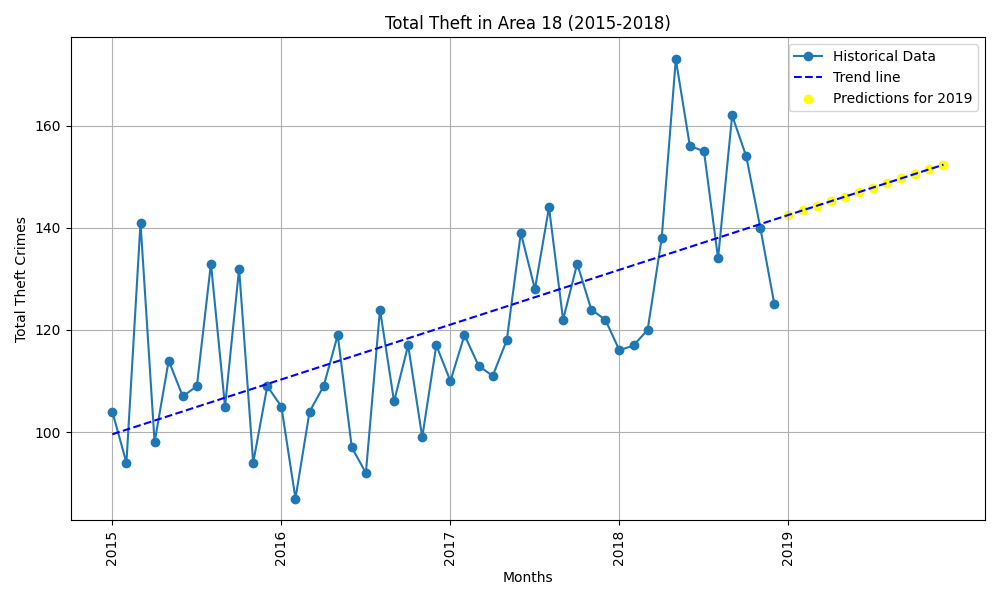 Total Theft in Area 18 (2015-2018)
Historical Data
Trend line
Predictions for 2019
Total Theft Crimes
160
140
120
100
2015
2016
2017
2018
2019
Months